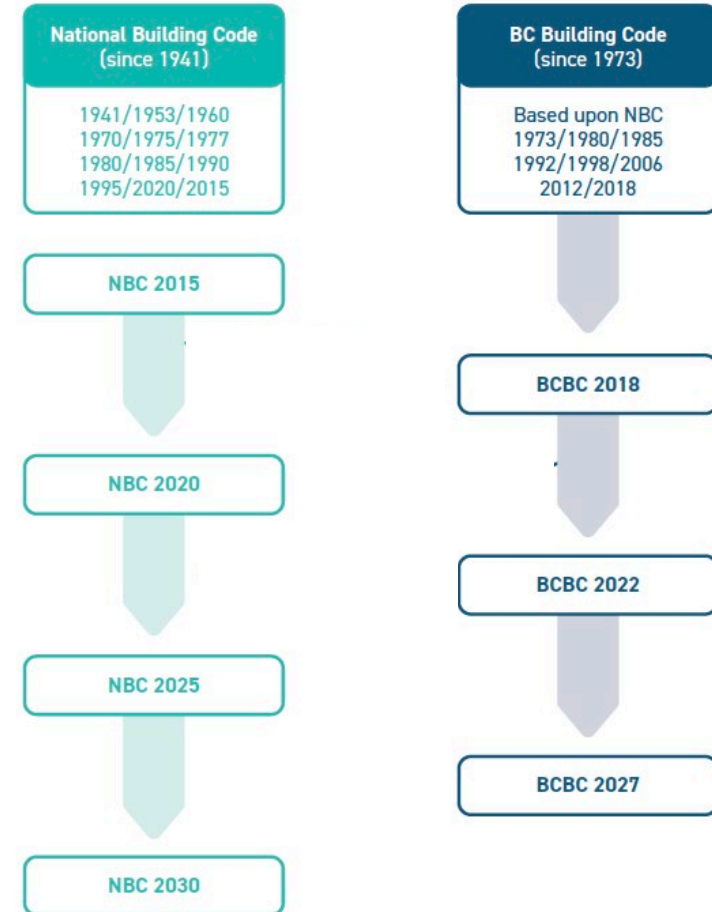 National Building Code
(since 1941)
1941/1953/1960
1970/1975/1977
1980/1985/1990
1995/2020/2015
NBC 2015
NBC 2020
NBC 2025
NBC 2030
BC Building Code
(since 1973)
Based upon NBC
1973/1980/1985
1992/1998/2006
2012/2018
BCBC 2018
BCBC 2022
BCBC 2027